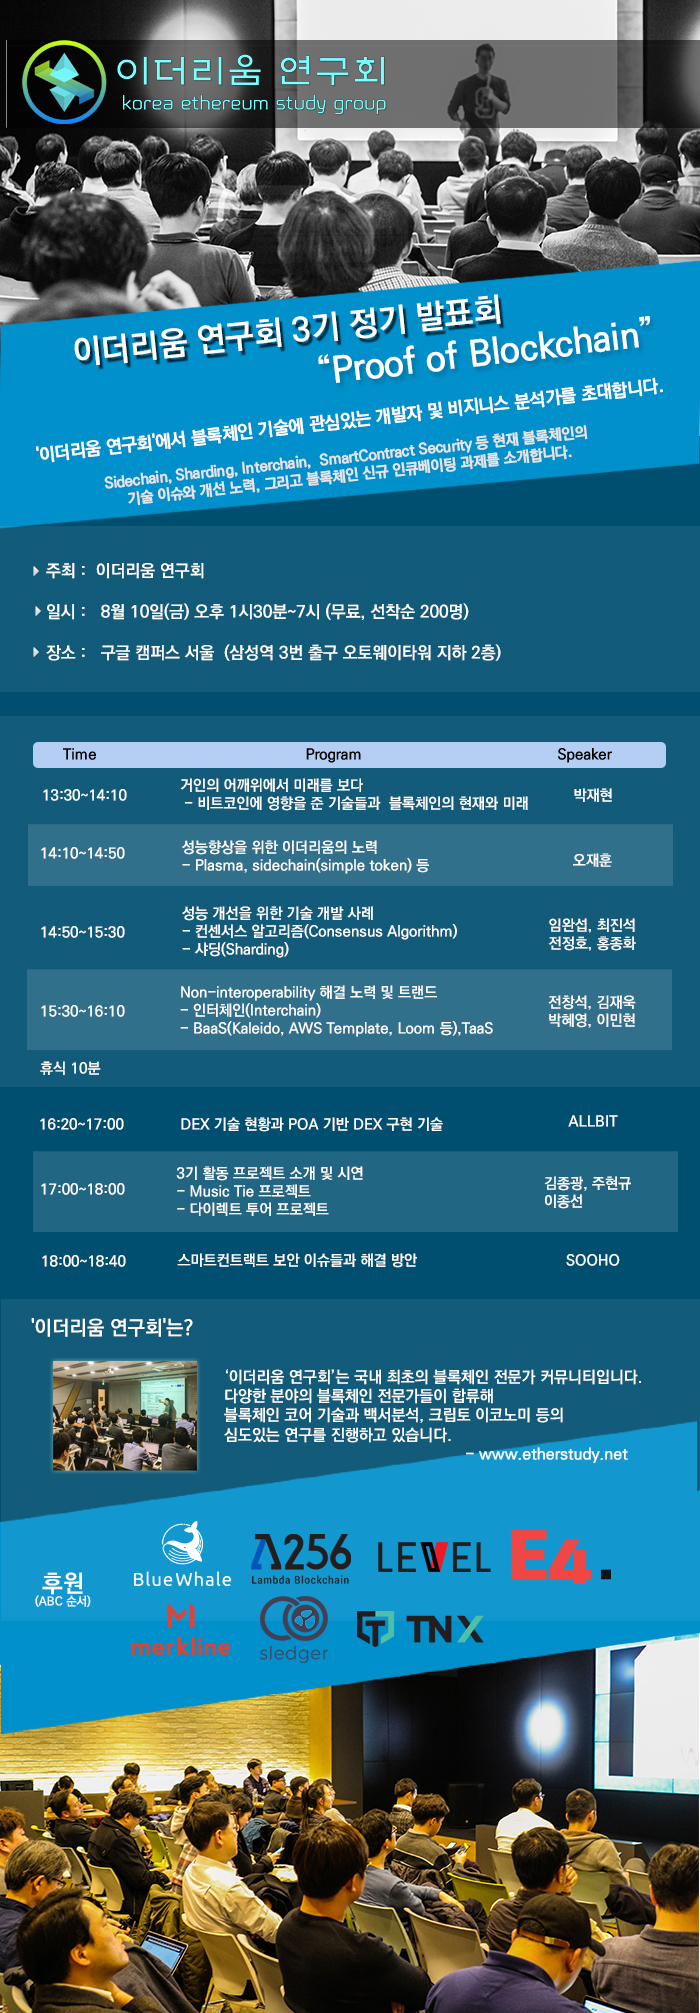 이더리움 연구회
korea ethereum study group
이더리움 연구회 3기 정기 발표회
“Proof of Blockchain”
'이더리움 연구회'에서 블록체인 기술에 관심있는 개발자 및 비지니스 분석가를 초대합니다.
Sidechain, Sharding, Interchain, SmartContract Security 등 현재 블록체인의
기술 이슈와 개선 노력, 그리고 블록체인 신규 인큐베이팅 과제를 소개합니다.
주최 : 이더리움 연구회
일시 : 8월 10일(금) 오후 1시30분~7시 (무료, 선착순 200명)
장소 : 구글 캠퍼스 서울 (삼성역 3번 출구 오토웨이타워 지하 2층)
Time Program Speaker
거인의 어깨위에서 미래를 보다
13:30~14:10 - 비트코인에 영향을 준 기술들과 블록체인의 현재와 미래 박재현
성능향상을 위한 이더리움의 노력
14:10~14:50 - Plasma, sidechain(simple token) 등 오재훈
성능 개선을 위한 기술 개발 사례
14:50~15:30 - 컨센서스 알고리즘(Consensus Algorithm) 임완섭, 최진석
- 샤딩(Sharding) 전정호, 홍종화
Non-interoperability 해결 노력 및 트랜드
15:30~16:10 - 인터체인(Interchain) 전창석, 김재욱
- BaaS(Kaleido, AWS Template, Loom 등),TaaS 박혜영, 이민현
휴식 10분
16:20~17:00 DEX 기술 현황과 POA 기반 DEX 구현 기술 ALLBIT
3기 활동 프로젝트 소개 및 시연
17:00~18:00 - Music Tie 프로젝트 김종광, 주현규
- 다이렉트 투어 프로젝트 이종선
18:00~18:40 스마트컨트랙트 보안 이슈들과 해결 방안 SOOHO
'이더리움 연구회'는?
‘이더리움 연구회’는 국내 최초의 블록체인 전문가 커뮤니티입니다.
다양한 분야의 블록체인 전문가들이 합류해
블록체인 코어 기술과 백서분석, 크립토 이코노미 등의
심도있는 연구를 진행하고 있습니다.
- www.etherstudy.net
후원
(ABC 순서)
BlueWhale
A256
Lambda Blockchain
LEVEL
E4.
merkline
sledger
TNX